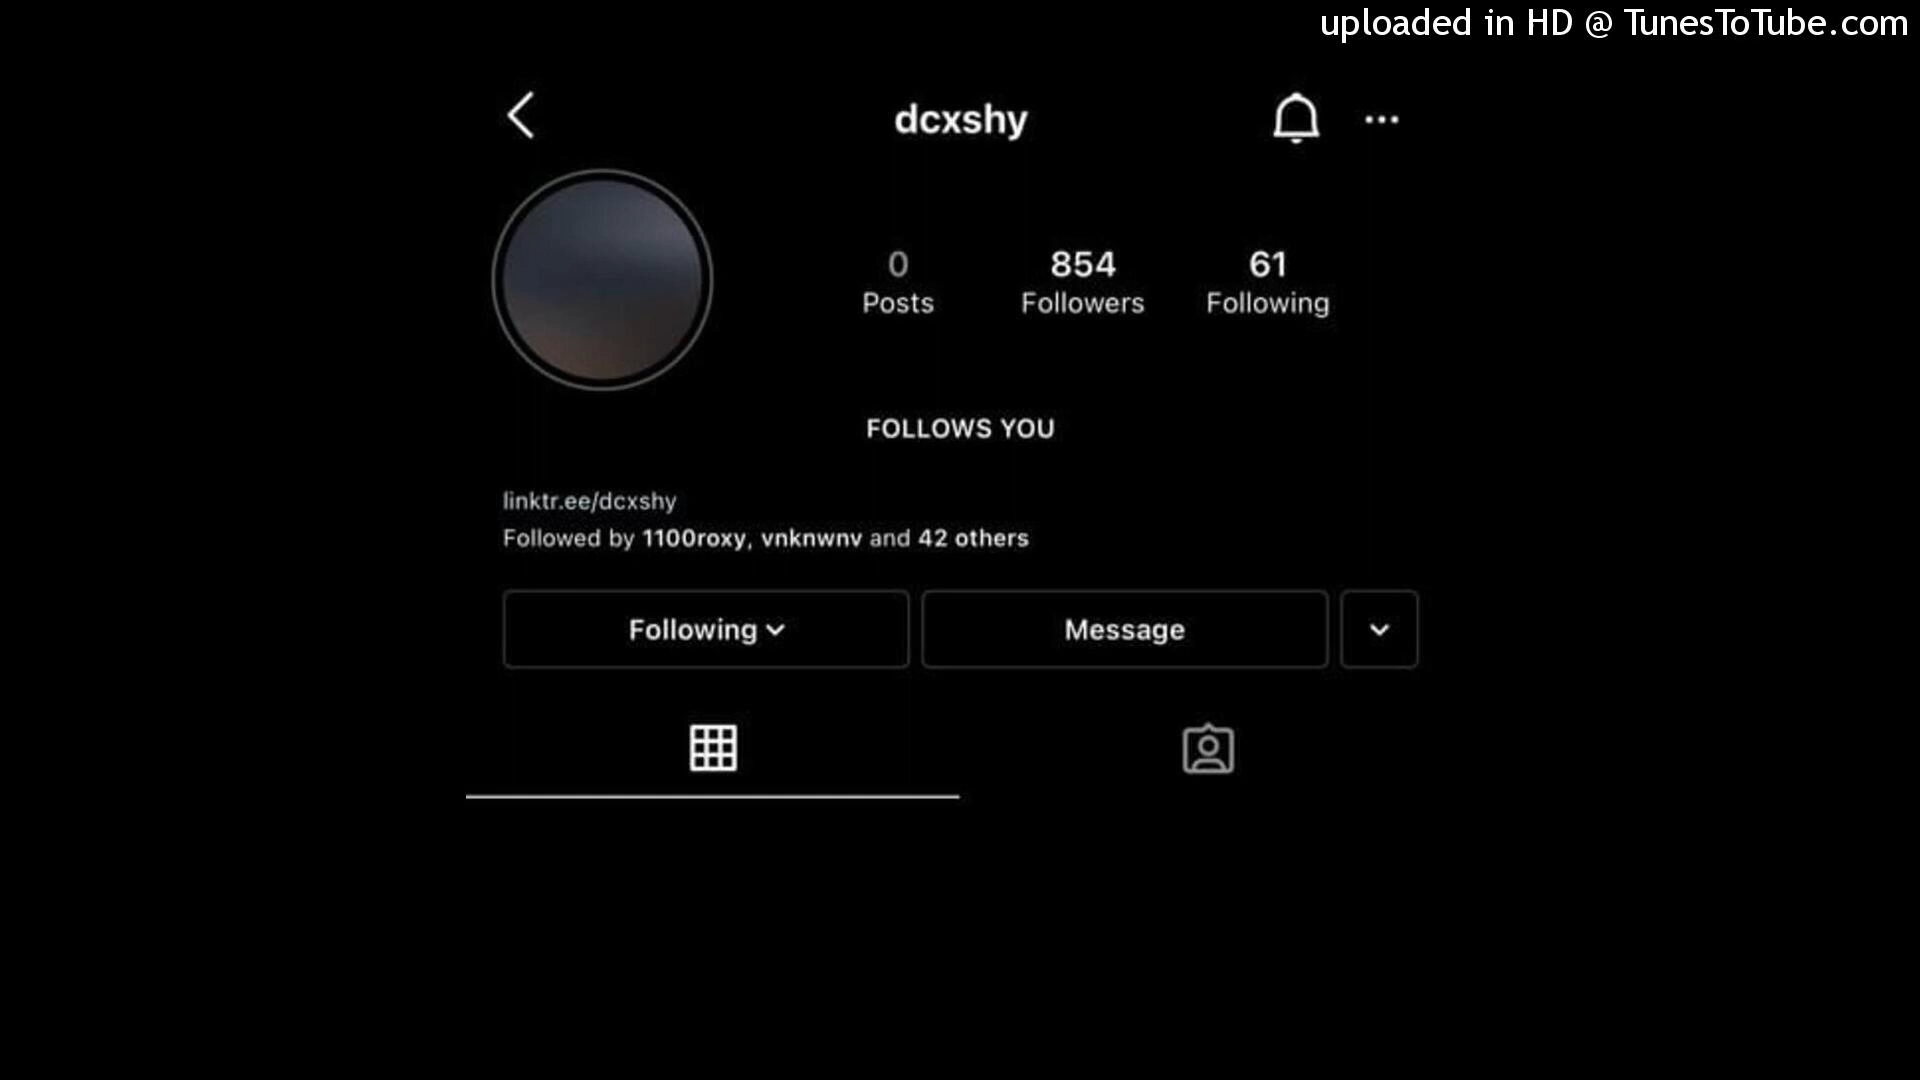 uploaded in HD @ TunesToTube.com
dcxshy
0 854 61
Posts Followers Following
FOLLOWS YOU
linktr.ee/dcxshy
Followed by 1100roxy, vnknwnv and 42 others
Following Message